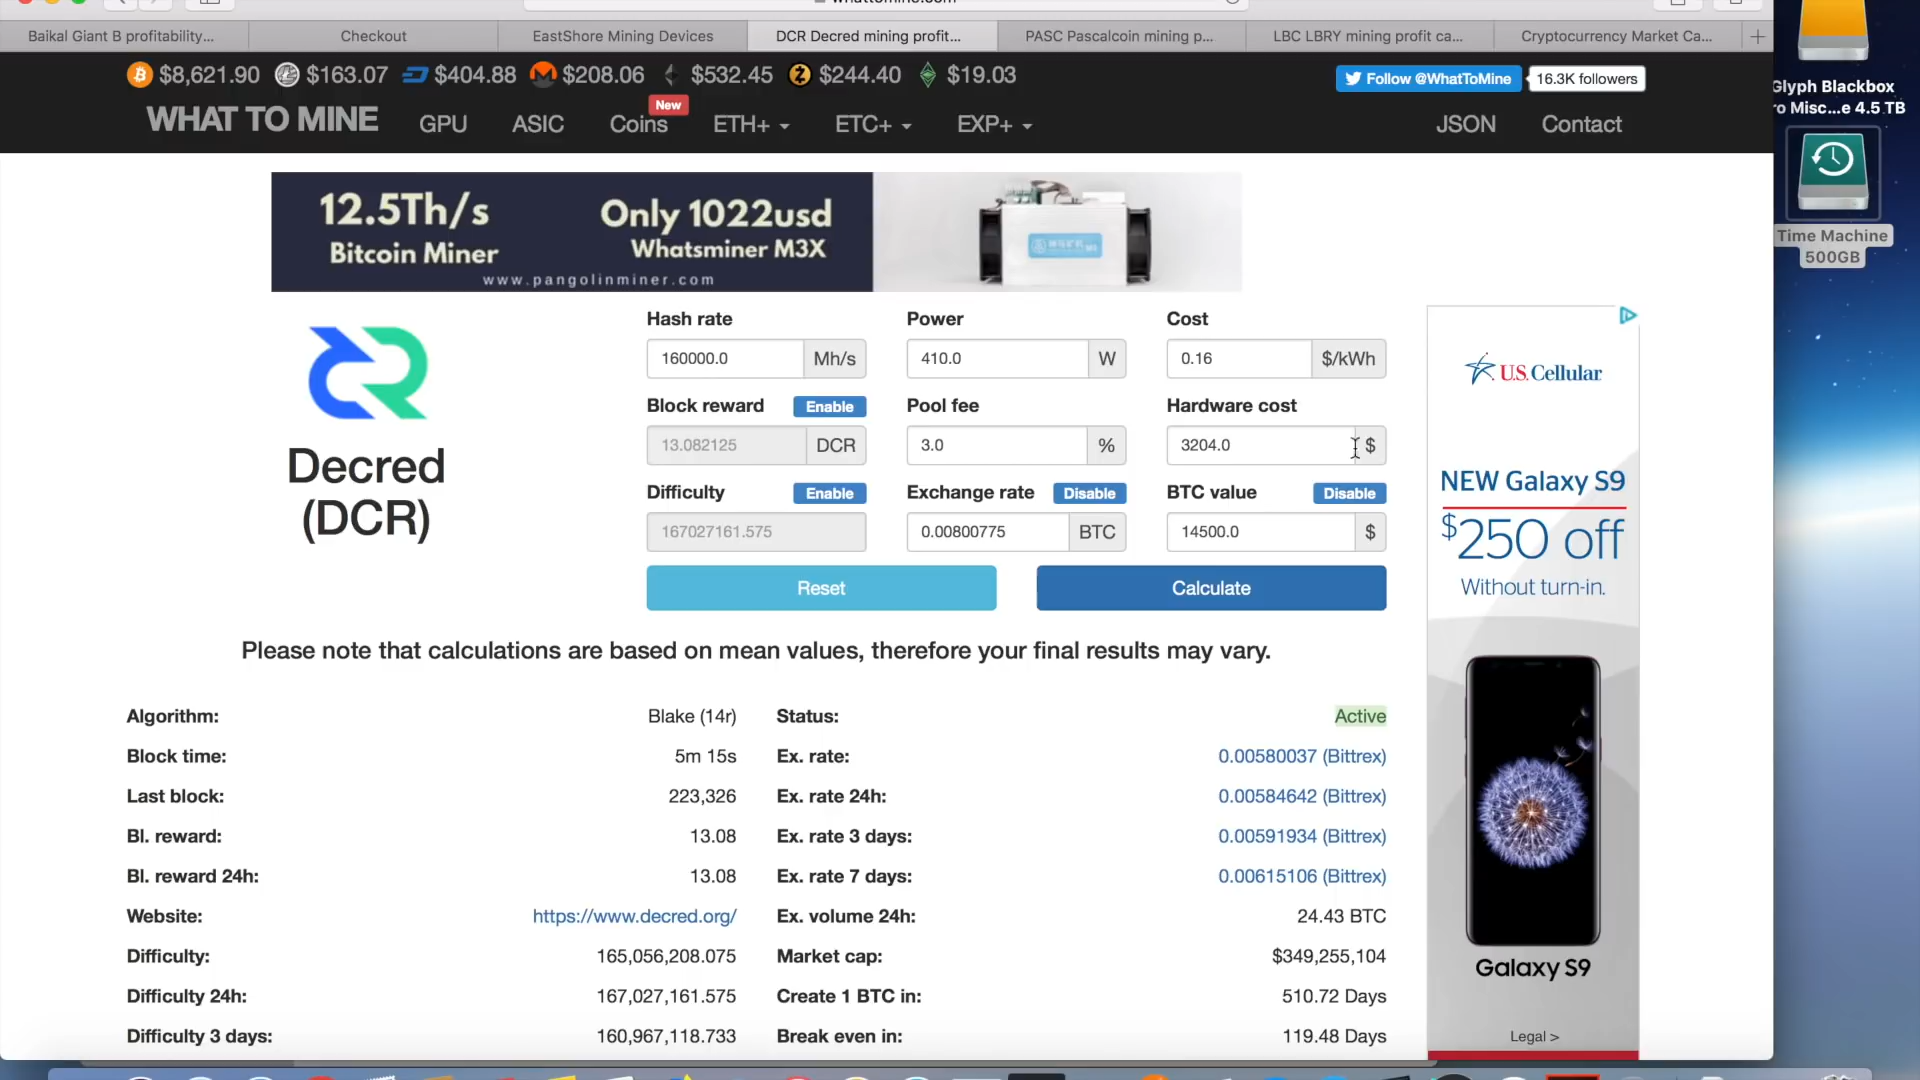 Baikal Giant B profitability...
Checkout
EastShore Mining Devices
DCR Decred mining profit...
PASC Pascalcoin mining p...
LBC LBRY mining profit ca...
Cryptocurrency Market Ca...
$8,621.90 $163.07 $404.88 $208.06 $532.45 $244.40 $19.03
Follow @WhatToMine 16.3K followers
WHAT TO MINE GPU ASIC Coins New ETH+ ETC+ EXP+ JSON Contact
12.5Th/s
Bitcoin Miner
Only 1022usd
Whatsminer M3X
www.pangolinminer.com
Decred
(DCR)
Hash rate Power Cost
160000.0 Mh/s 410.0 W 0.16 $/kWh
Block reward Enable Pool fee Hardware cost
13.082125 DCR 3.0 % 3204.0 $
Difficulty Enable Exchange rate Disable BTC value Disable
167027161.575 0.00800775 BTC 14500.0 $
Reset Calculate
Please note that calculations are based on mean values, therefore your final results may vary.
Algorithm: Blake (14r) Status: Active
Block time: 5m 15s Ex. rate: 0.00580037 (Bittrex)
Last block: 223,326 Ex. rate 24h: 0.00584642 (Bittrex)
Bl. reward: 13.08 Ex. rate 3 days: 0.00591934 (Bittrex)
Bl. reward 24h: 13.08 Ex. rate 7 days: 0.00615106 (Bittrex)
Website: https://www.decred.org/ Ex. volume 24h: 24.43 BTC
Difficulty: 165,056,208.075 Market cap: $349,255,104
Difficulty 24h: 167,027,161.575 Create 1 BTC in: 510.72 Days
Difficulty 3 days: 160,967,118.733 Break even in: 119.48 Days
U.S. Cellular
NEW Galaxy S9
$250 off
Without turn-in.
Galaxy S9
Legal >
Glyph Blackbox
ro Misc...e 4.5 TB
Time Machine
500GB